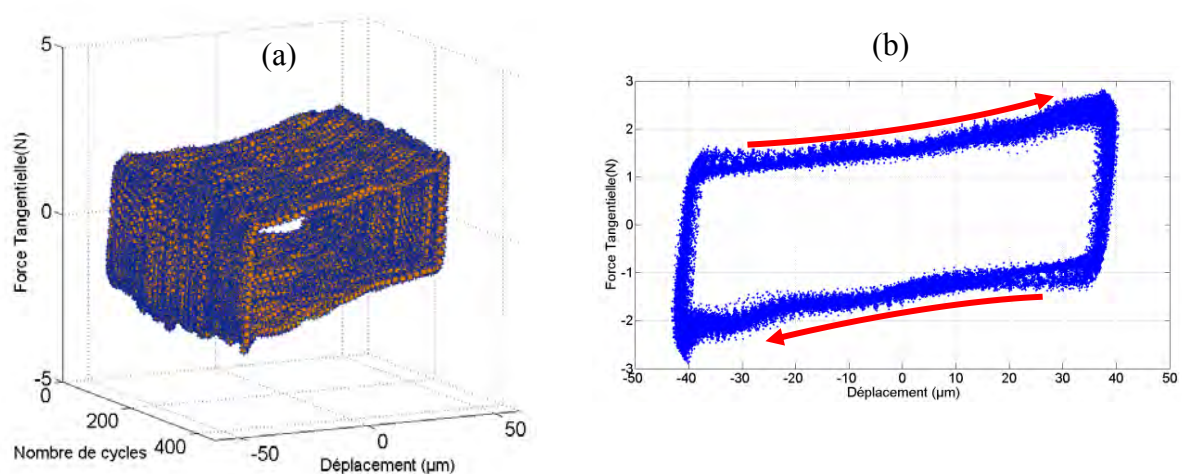 (a)
5
0
-5
Force Tangentielle(N)
0
200
400
Nombre de cycles
-50
0
50
Déplacement (µm)
(b)
3
2
1
0
-1
-2
-3
Force Tangentielle(N)
-50 -40 -30 -20 -10 0 10 20 30 40 50
Déplacement (µm)